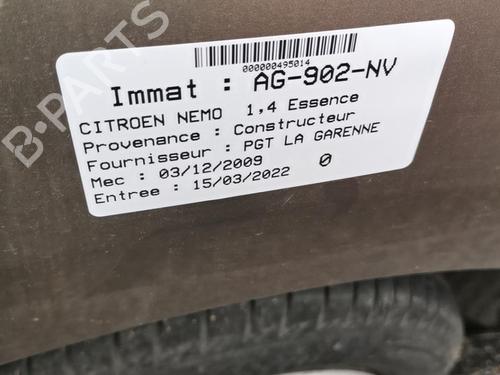 000000495014
Immat : AG-902-NV
CITROEN NEMO 1,4 Essence
Provenance : Constructeur
Fournisseur : PGT LA GARENNE
Mec : 03/12/2009 0
Entree : 15/03/2022
B-PARTS